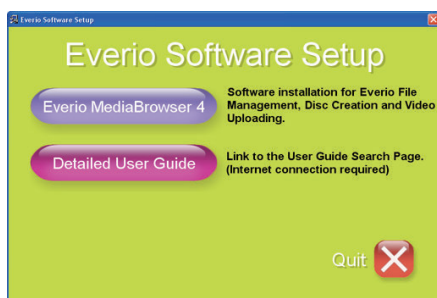 Everio Software Setup
Everio Software Setup
Everio MediaBrowser 4
Software installation for Everio File
Management, Disc Creation and Video
Uploading.
Detailed User Guide
Link to the User Guide Search Page.
(Internet connection required)
Quit